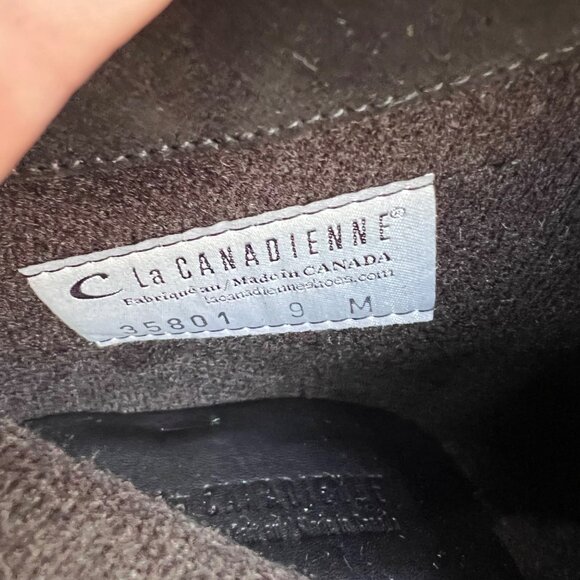 La CANADIENNE®
Fabriqué au/Made in CANADA
lacanadienneshoes.com
35801 9 M